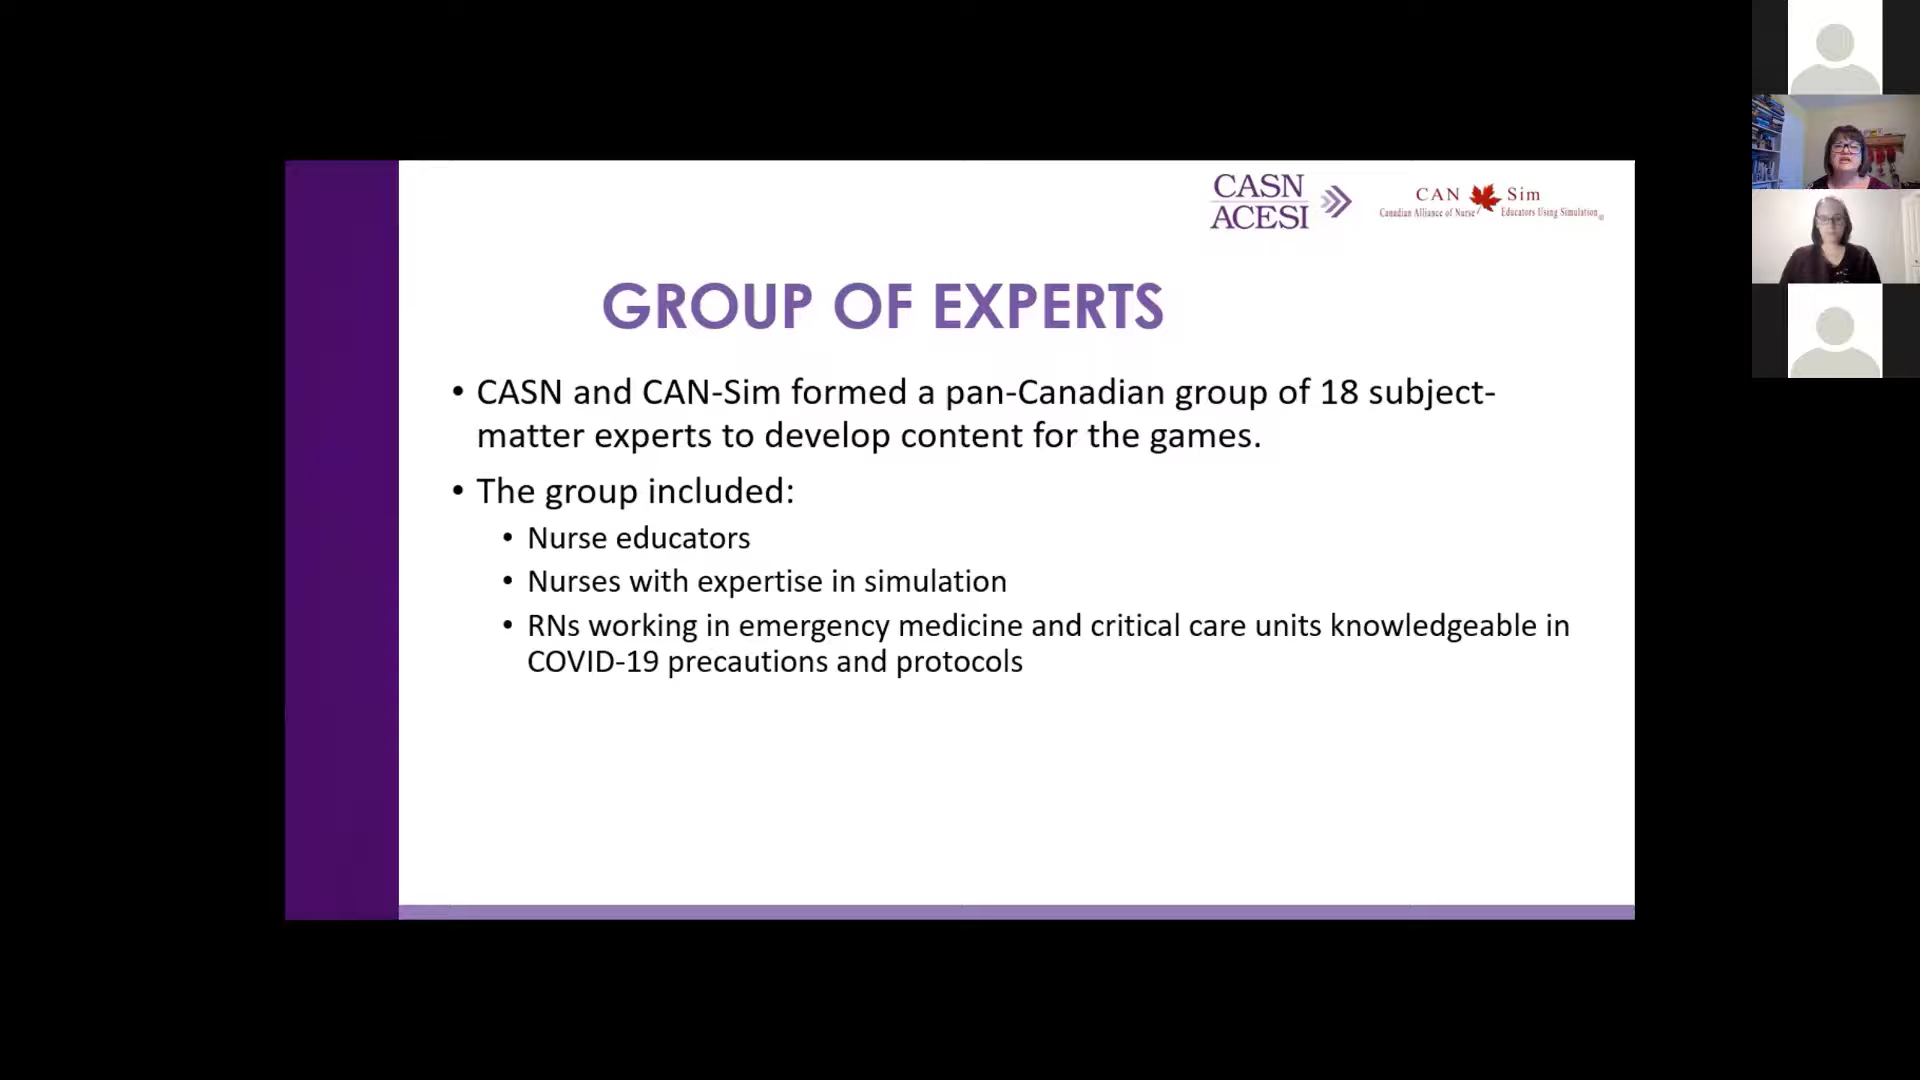 CASN
ACESI
CAN Sim
Canadian Alliance of Nurse Educators Using Simulation
GROUP OF EXPERTS
• CASN and CAN-Sim formed a pan-Canadian group of 18 subject-
matter experts to develop content for the games.
• The group included:
• Nurse educators
• Nurses with expertise in simulation
• RNs working in emergency medicine and critical care units knowledgeable in
COVID-19 precautions and protocols